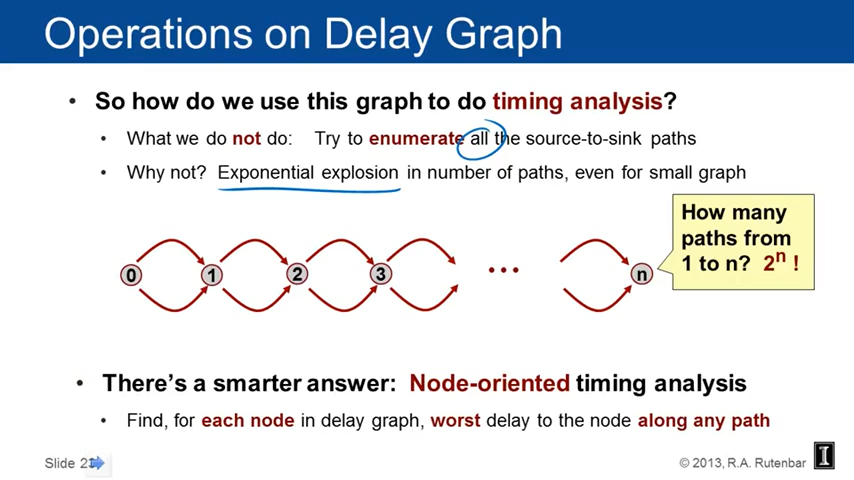 Operations on Delay Graph
• So how do we use this graph to do timing analysis?
• What we do not do: Try to enumerate all the source-to-sink paths
• Why not? Exponential explosion in number of paths, even for small graph
How many
paths from
1 to n? 2ⁿ !
0 1 2 3 ••• n
• There's a smarter answer: Node-oriented timing analysis
• Find, for each node in delay graph, worst delay to the node along any path
Slide
© 2013, R.A. Rutenbar
I